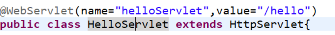 @WebServlet(name="helloServlet",value="/hello")
public class HelloServlet extends HttpServlet{